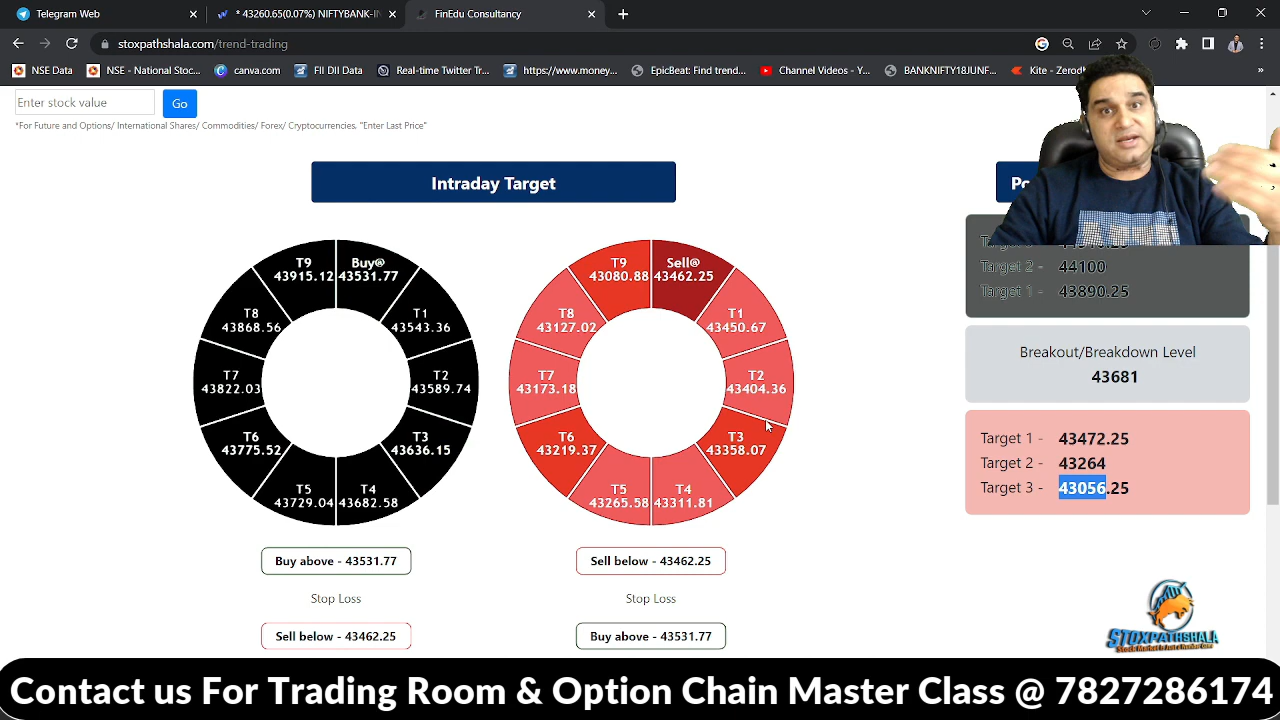 Telegram Web
* 43260.65(0.07%) NIFTYBANK-IN
FinEdu Consultancy
stoxpathshala.com/trend-trading
NSE Data
NSE - National Stoc...
canva.com
FII DII Data
Real-time Twitter Tr...
https://www.money...
EpicBeat: Find trend...
Channel Videos - Y...
BANKNIFTY18JUNF...
Kite - Zerod
»
Enter stock value
Go
*For Future and Options/ International Shares/ Commodities/ Forex/ Cryptocurrencies, "Enter Last Price"
Intraday Target
Buy@
43531.77
T1
43543.36
T2
43589.74
T3
43636.15
T4
43682.58
T5
43729.04
T6
43775.52
T7
43822.03
T8
43868.56
T9
43915.12
Buy above - 43531.77
Stop Loss
Sell below - 43462.25
Sell@
43462.25
T1
43450.67
T2
43404.36
T3
43358.07
T4
43311.81
T5
43265.58
T6
43219.37
T7
43173.18
T8
43127.02
T9
43080.88
Sell below - 43462.25
Stop Loss
Buy above - 43531.77
Target 2 - 44100
Target 1 - 43890.25
Breakout/Breakdown Level
43681
Target 1 - 43472.25
Target 2 - 43264
Target 3 - 43056.25
STOXPATHSHALA
Contact us For Trading Room & Option Chain Master Class @ 7827286174